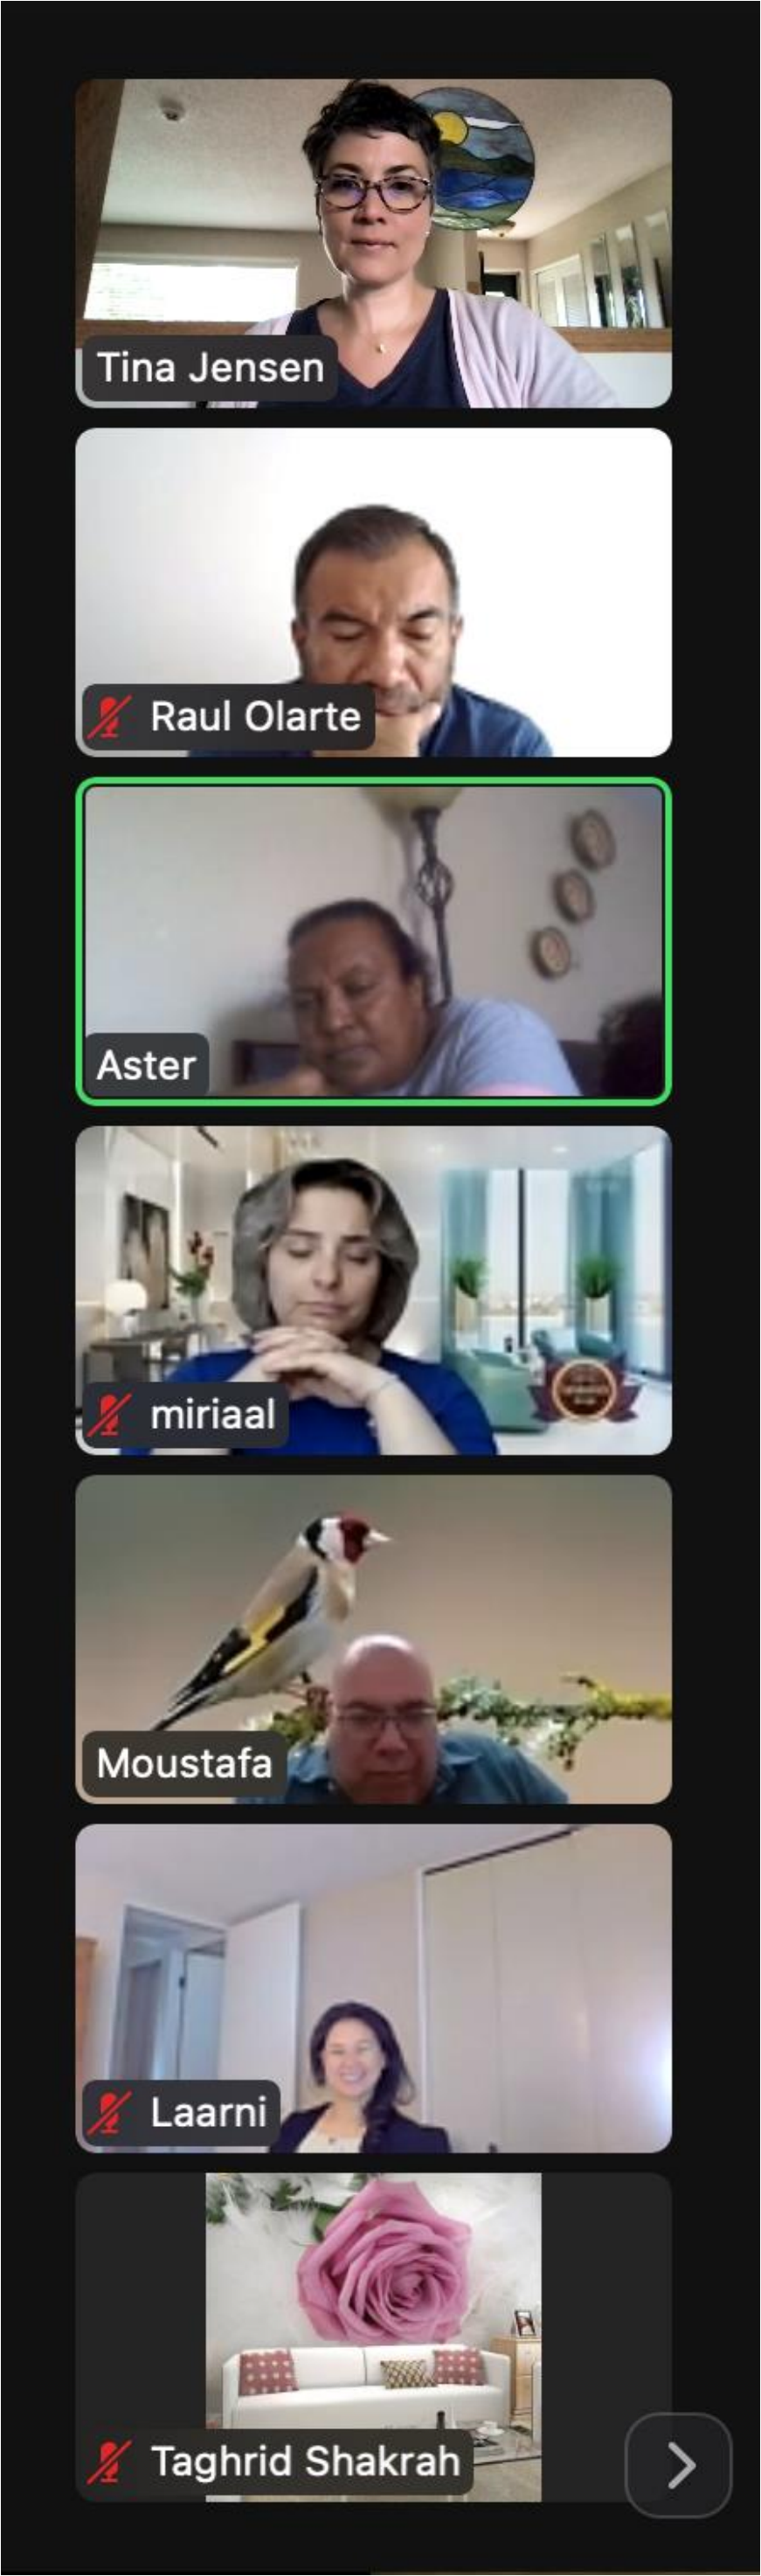 Tina Jensen
Raul Olarte
Aster
miriaal
Moustafa
Laarni
Taghrid Shakrah